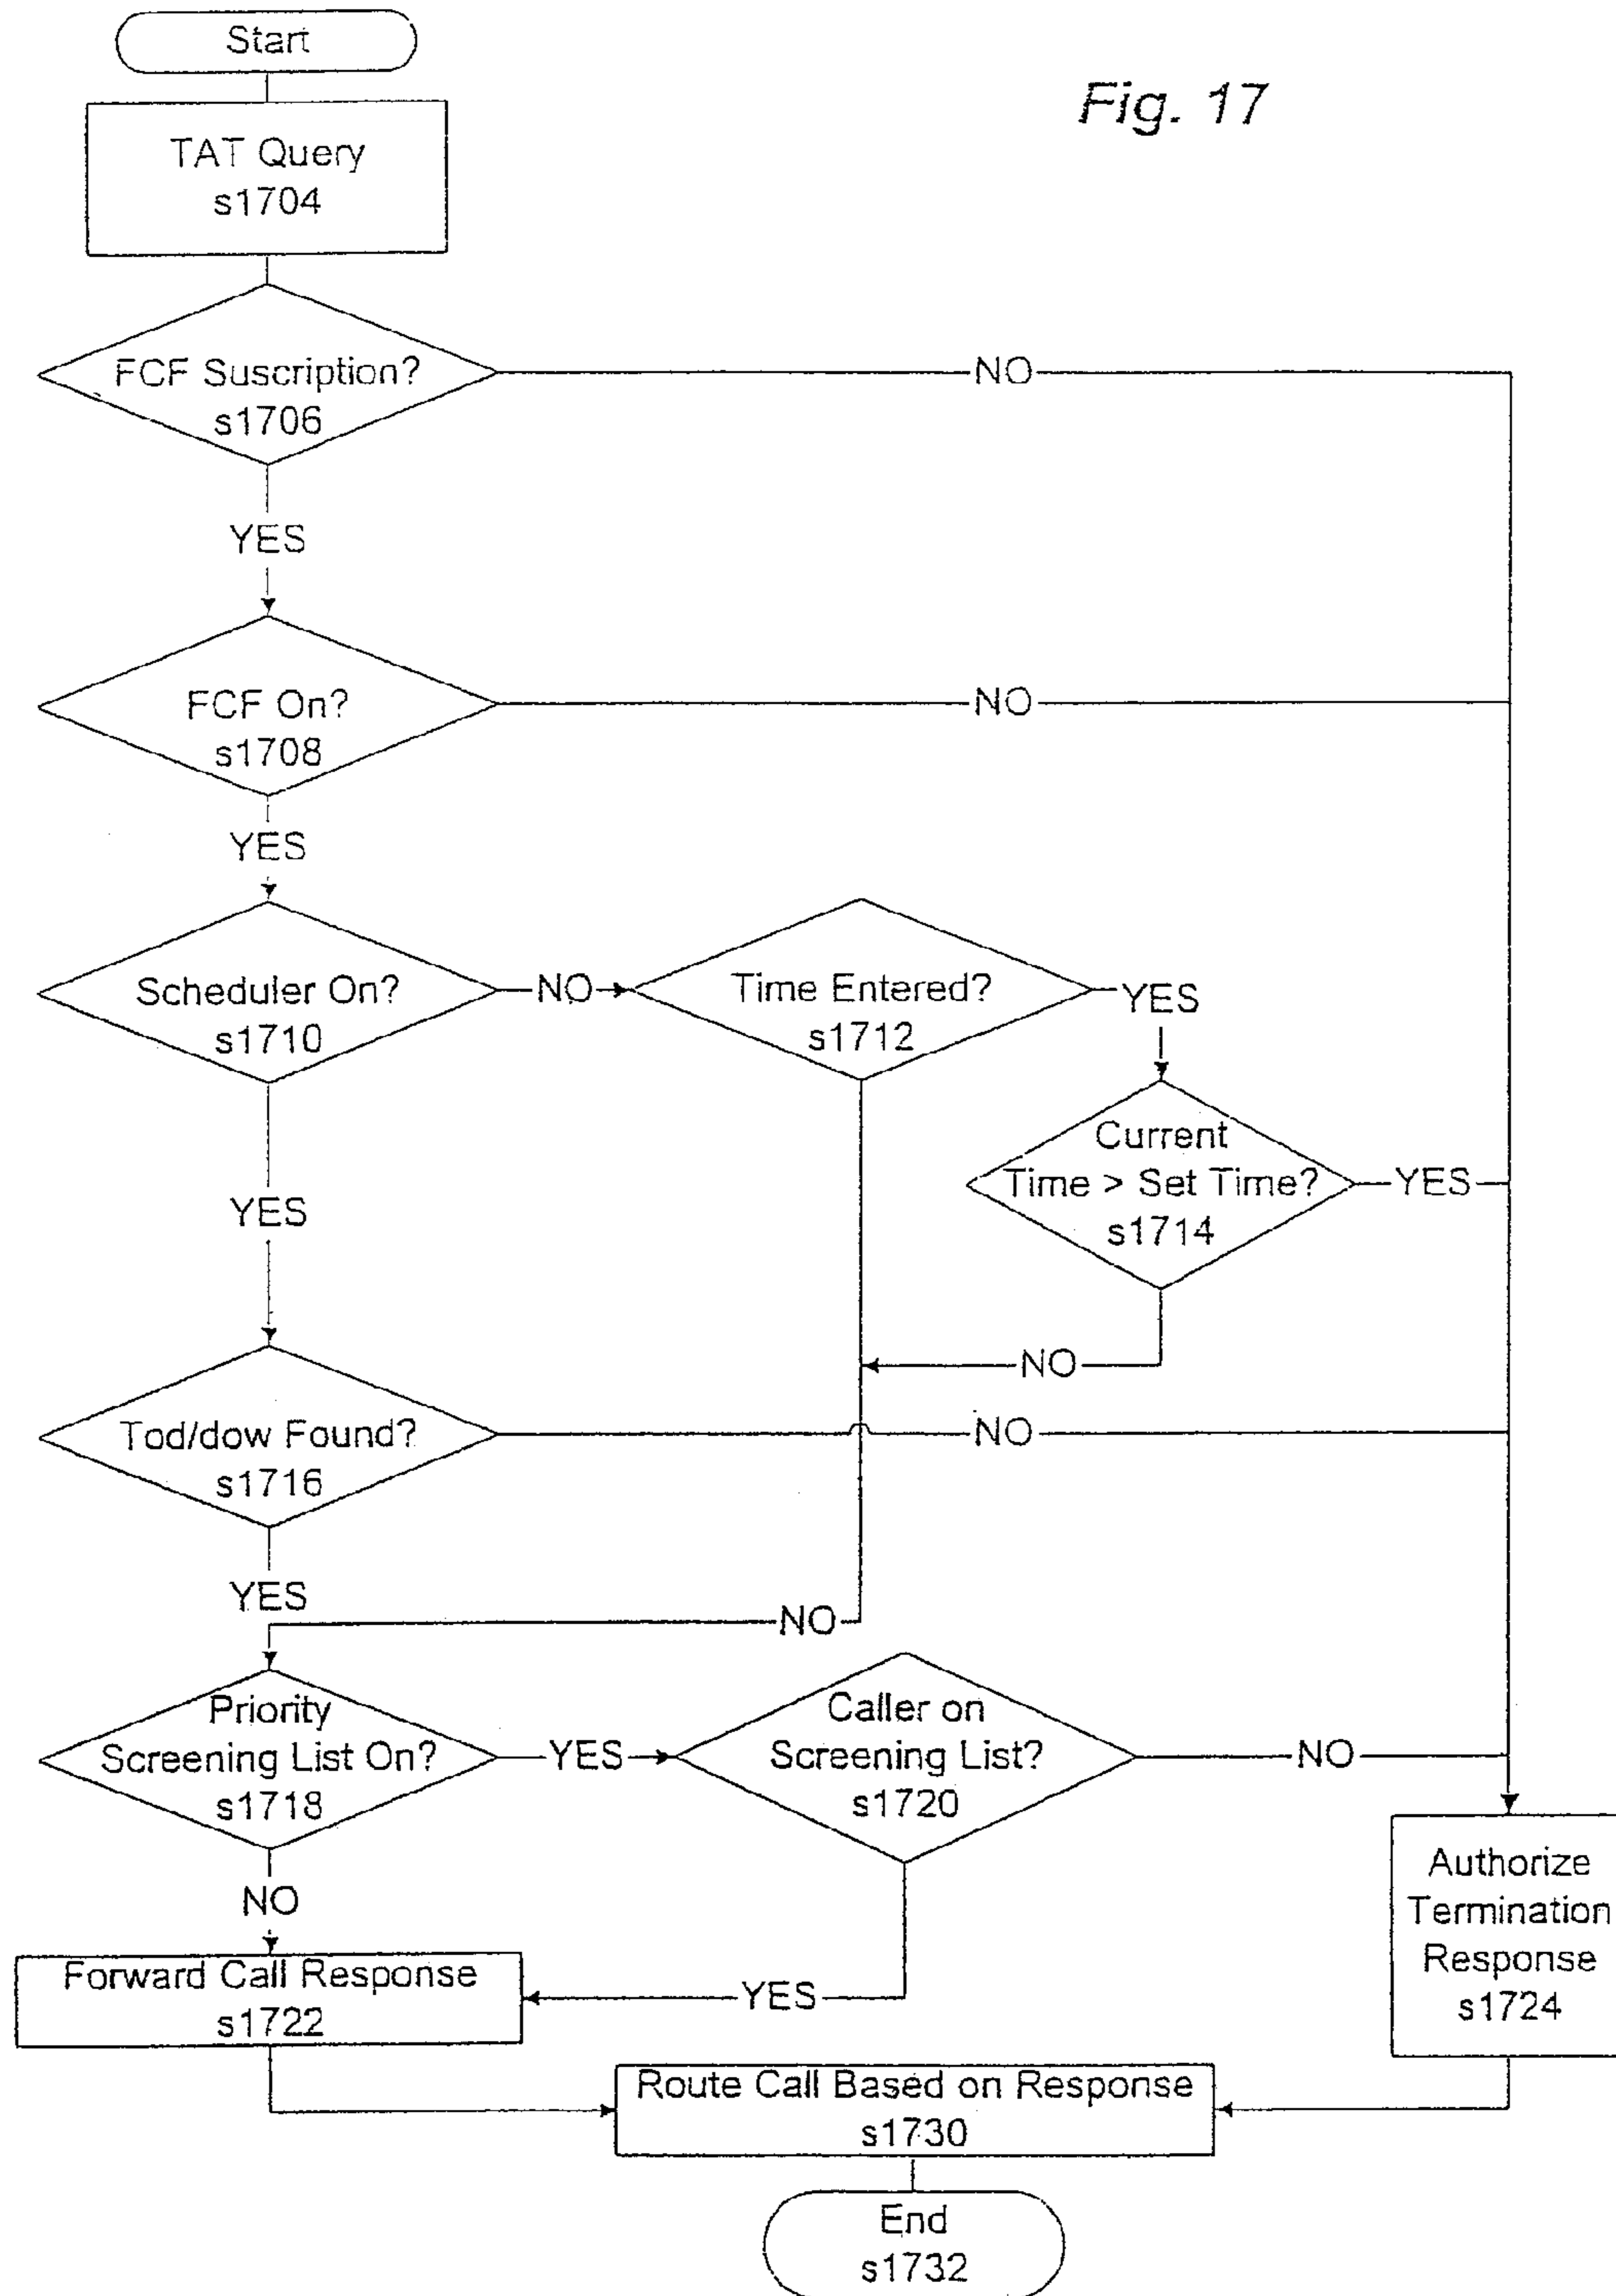 Start
Fig. 17
TAT Query
s1704
FCF Suscription?
s1706
NO
YES
FCF On?
s1708
NO
YES
Scheduler On?
s1710
NO
Time Entered?
s1712
YES
Current
Time > Set Time?
s1714
YES
YES
NO
Tod/dow Found?
s1716
NO
YES
NO
Priority
Screening List On?
s1718
YES
Caller on
Screening List?
s1720
NO
NO
Authorize
Termination
Response
s1724
Forward Call Response
s1722
YES
Route Call Based on Response
s1730
End
s1732